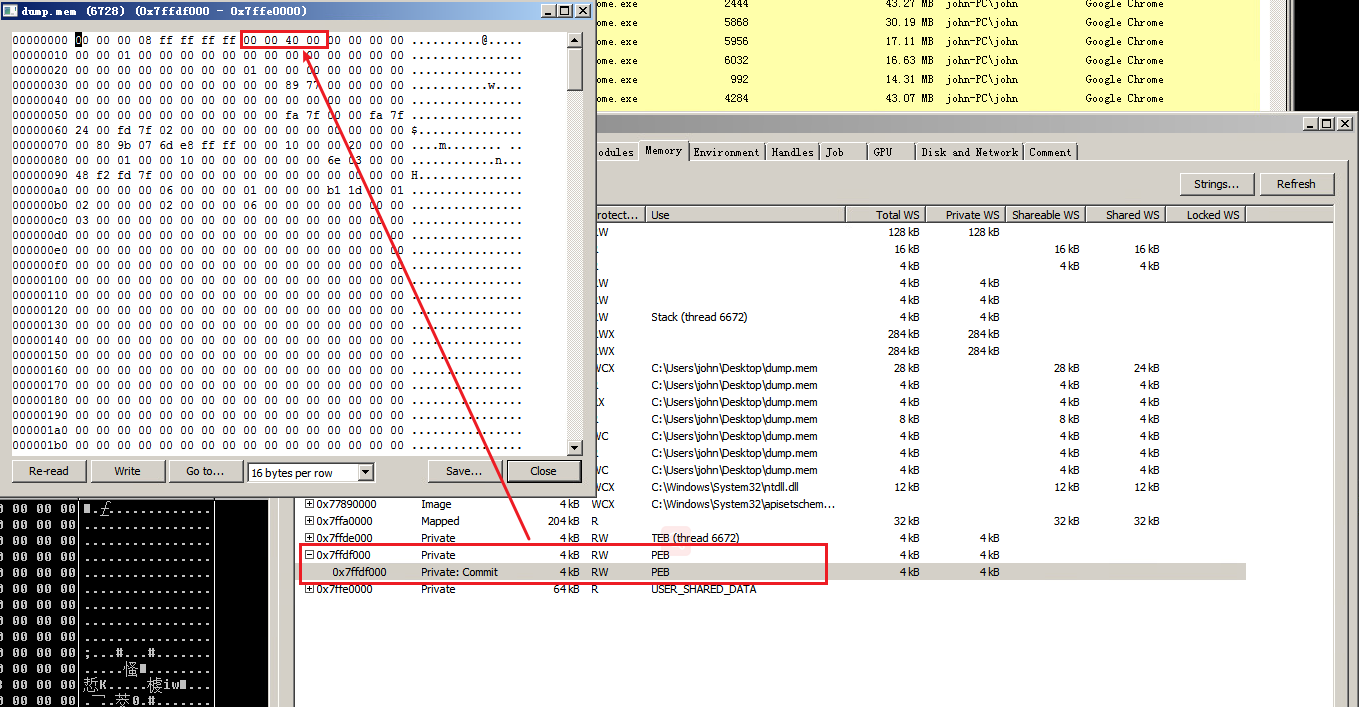 dump.mem (6728) (0x7ffdf000 - 0x7ffe0000)
00000000 00 00 00 08 ff ff ff ff 00 00 40 00 00 00 00 00 ..........@.....
00000010 00 00 01 00 00 00 00 00 00 00 00 00 00 00 00 00 ................
00000020 00 00 00 00 00 00 00 00 01 00 00 00 00 00 00 00 ................
00000030 00 00 00 00 00 00 00 00 00 00 89 77 00 00 00 00 ...........w....
00000040 00 00 00 00 00 00 00 00 00 00 00 00 00 00 00 00 ................
00000050 00 00 00 00 00 00 00 00 00 00 fa 7f 00 00 fa 7f ................
00000060 24 00 fd 7f 02 00 00 00 00 00 00 00 00 00 00 00 $...............
00000070 00 80 9b 07 6d e8 ff ff 00 00 10 00 00 20 00 00 ....m........ ..
00000080 00 00 01 00 00 10 00 00 00 00 00 00 6e 03 00 00 ............n...
00000090 48 f2 fd 7f 00 00 00 00 00 00 00 00 00 00 00 00 H...............
000000a0 00 00 00 00 06 00 00 00 01 00 00 00 b1 1d 00 01 ................
000000b0 02 00 00 00 02 00 00 00 06 00 00 00 00 00 00 00 ................
000000c0 03 00 00 00 00 00 00 00 00 00 00 00 00 00 00 00 ................
000000d0 00 00 00 00 00 00 00 00 00 00 00 00 00 00 00 00 ................
000000e0 00 00 00 00 00 00 00 00 00 00 00 00 00 00 00 00 ................
000000f0 00 00 00 00 00 00 00 00 00 00 00 00 00 00 00 00 ................
00000100 00 00 00 00 00 00 00 00 00 00 00 00 00 00 00 00 ................
00000110 00 00 00 00 00 00 00 00 00 00 00 00 00 00 00 00 ................
00000120 00 00 00 00 00 00 00 00 00 00 00 00 00 00 00 00 ................
00000130 00 00 00 00 00 00 00 00 00 00 00 00 00 00 00 00 ................
00000140 00 00 00 00 00 00 00 00 00 00 00 00 00 00 00 00 ................
00000150 00 00 00 00 00 00 00 00 00 00 00 00 00 00 00 00 ................
00000160 00 00 00 00 00 00 00 00 00 00 00 00 00 00 00 00 ................
00000170 00 00 00 00 00 00 00 00 00 00 00 00 00 00 00 00 ................
00000180 00 00 00 00 00 00 00 00 00 00 00 00 00 00 00 00 ................
00000190 00 00 00 00 00 00 00 00 00 00 00 00 00 00 00 00 ................
000001a0 00 00 00 00 00 00 00 00 00 00 00 00 00 00 00 00 ................
000001b0 00 00 00 00 00 00 00 00 00 00 00 00 00 00 00 00 ................
Re-read Write Go to... 16 bytes per row Save... Close
ome.exe 2444 43.27 MB john-PC\john Google Chrome
ome.exe 5868 30.19 MB john-PC\john Google Chrome
ome.exe 5956 17.11 MB john-PC\john Google Chrome
ome.exe 6032 16.63 MB john-PC\john Google Chrome
ome.exe 992 14.31 MB john-PC\john Google Chrome
ome.exe 4284 43.07 MB john-PC\john Google Chrome
odules Memory Environment Handles Job GPU Disk and Network Comment
Strings... Refresh
rotect... Use Total WS Private WS Shareable WS Shared WS Locked WS
W 128 kB 128 kB
16 kB 16 kB 16 kB
4 kB 4 kB 4 kB
W 4 kB 4 kB
W 4 kB 4 kB
W Stack (thread 6672) 4 kB 4 kB
WX 284 kB 284 kB
WX 284 kB 284 kB
WCX C:\Users\john\Desktop\dump.mem 28 kB 28 kB 24 kB
C:\Users\john\Desktop\dump.mem 4 kB 4 kB 4 kB
X C:\Users\john\Desktop\dump.mem 4 kB 4 kB 4 kB
C:\Users\john\Desktop\dump.mem 8 kB 8 kB 4 kB
WC C:\Users\john\Desktop\dump.mem 4 kB 4 kB 4 kB
C:\Users\john\Desktop\dump.mem 4 kB 4 kB 4 kB
WC C:\Users\john\Desktop\dump.mem 4 kB 4 kB 4 kB
WCX C:\Windows\System32\ntdll.dll 12 kB 12 kB 12 kB
0x77890000 Image 4 kB WCX C:\Windows\System32\apisetschem... 4 kB 4 kB 4 kB
0x7ffa0000 Mapped 204 kB R 32 kB 32 kB 32 kB
0x7ffde000 Private 4 kB RW TEB (thread 6672) 4 kB 4 kB
0x7ffdf000 Private 4 kB RW PEB 4 kB 4 kB
0x7ffdf000 Private: Commit 4 kB RW PEB 4 kB 4 kB
0x7ffe0000 Private 64 kB R USER_SHARED_DATA